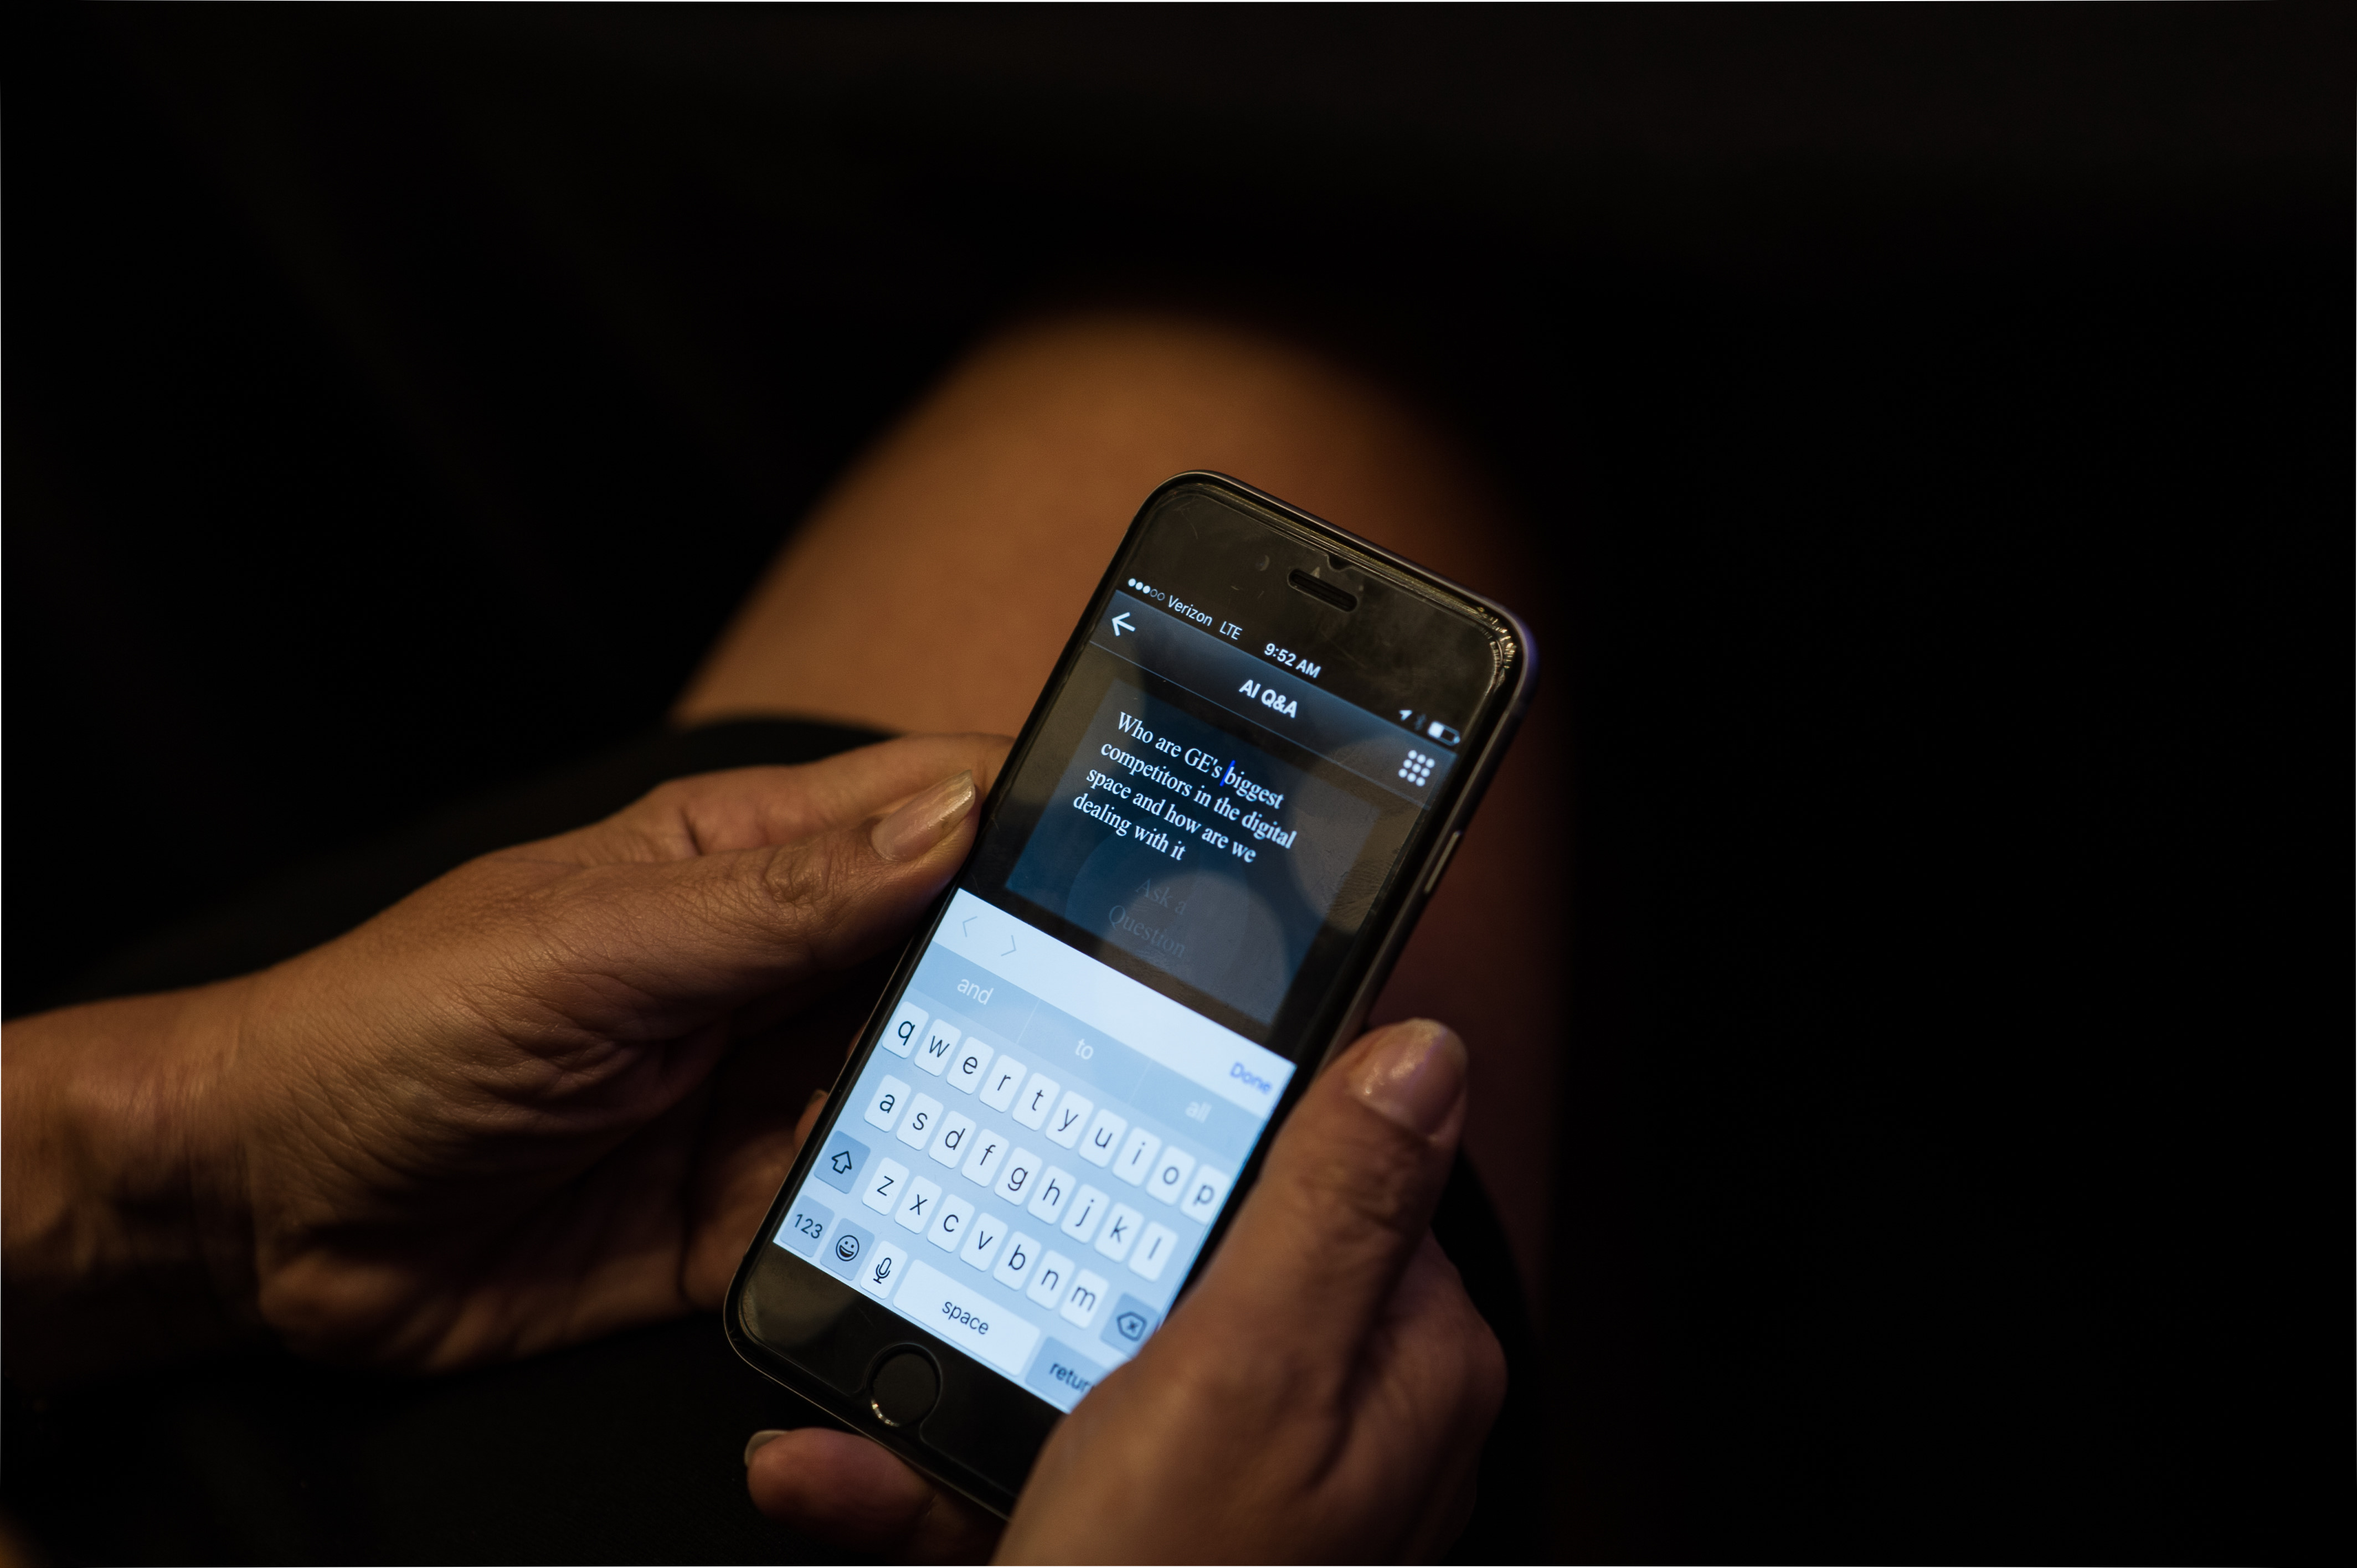 Verizon LTE
9:52 AM
AI Q&A
Who are GE's biggest
competitors in the digital
space and how are we
dealing with it
Ask a
Question
Done
and to all
q w e r t y u i o p
a s d f g h j k l
z x c v b n m
123 space retur